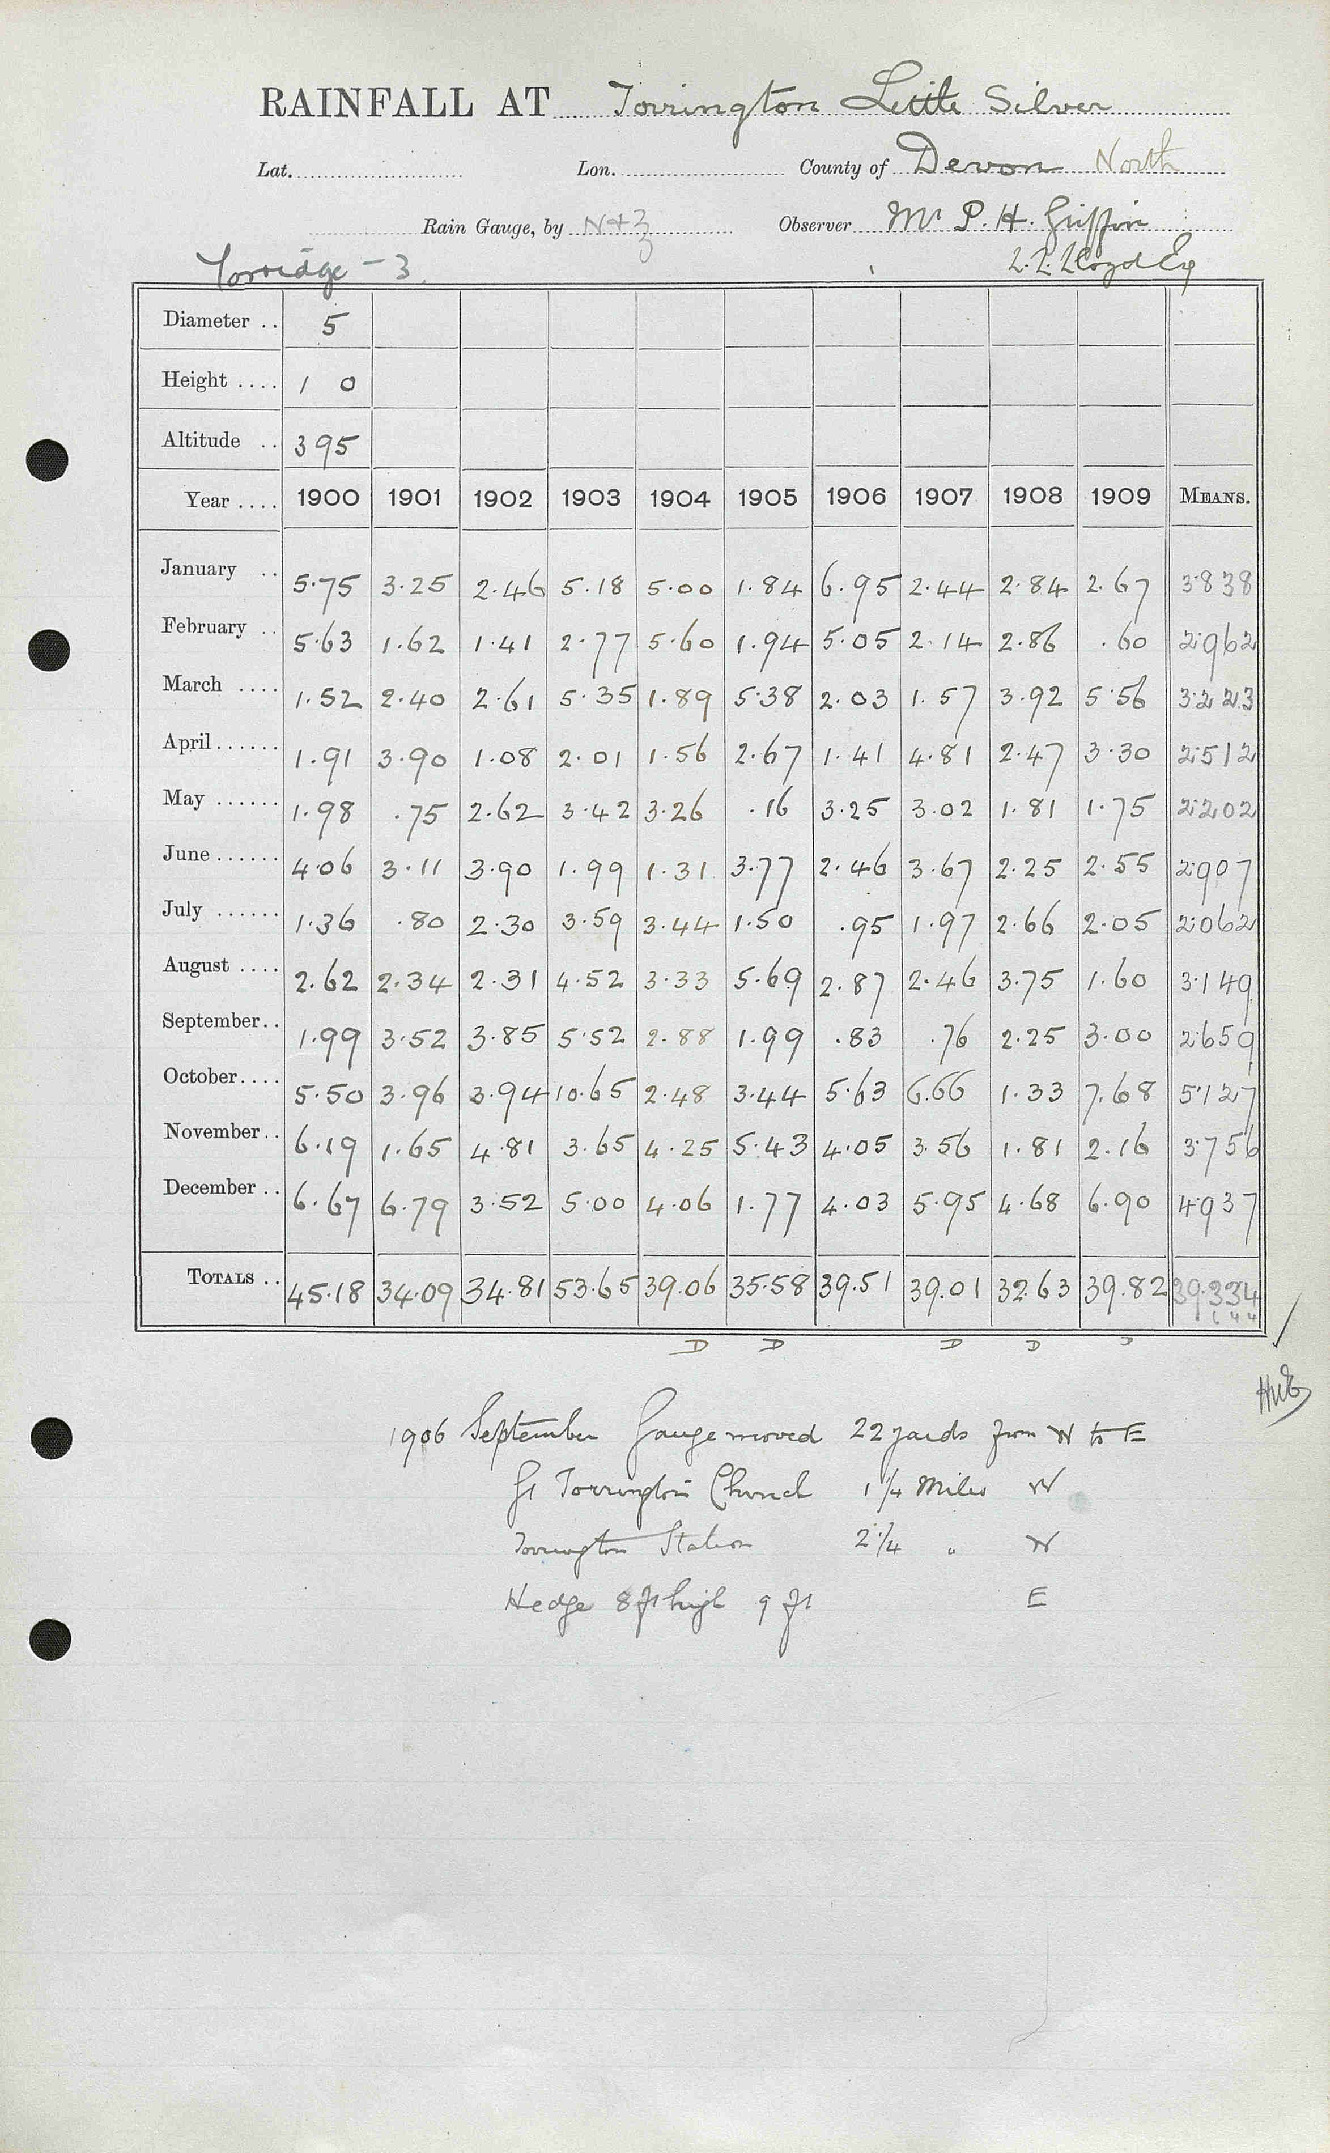 RAINFALL AT Torrington Little Silver
Lat. Lon. County of Devon North
Rain Gauge, by N & Z Observer Mr P. H. Griffin
Torridge - 3 Lloyd Esq
Diameter .. 5
Height .... 1 0
Altitude .. 395
Year .... 1900 1901 1902 1903 1904 1905 1906 1907 1908 1909 MEANS.
January .. 5.75 3.25 2.46 5.18 5.00 1.84 6.95 2.44 2.84 2.67 3.838
February .. 5.63 1.62 1.41 2.77 5.60 1.94 5.05 2.14 2.86 .60 2.962
March .... 1.52 2.40 2.61 5.35 1.89 5.38 2.03 1.57 3.92 5.56 3.223
April...... 1.91 3.90 1.08 2.01 1.56 2.67 1.41 4.81 2.47 3.30 2.512
May ...... 1.98 .75 2.62 3.42 3.26 .16 3.25 3.02 1.81 1.75 2.202
June ...... 4.06 3.11 3.90 1.99 1.31 3.77 2.46 3.67 2.25 2.55 2.907
July ...... 1.36 .80 2.30 3.59 3.44 1.50 .95 1.97 2.66 2.05 2.062
August .... 2.62 2.34 2.31 4.52 3.33 5.69 2.87 2.46 3.75 1.60 3.149
September.. 1.99 3.52 3.85 5.52 2.88 1.99 .83 .76 2.25 3.00 2.659
October.... 5.50 3.96 3.94 10.65 2.48 3.44 5.63 6.66 1.33 7.68 5.127
November.. 6.19 1.65 4.81 3.65 4.25 5.43 4.05 3.56 1.81 2.16 3.756
December .. 6.67 6.79 3.52 5.00 4.06 1.77 4.03 5.95 4.68 6.90 4.937
TOTALS .. 45.18 34.09 34.81 53.65 39.06 35.58 39.51 39.01 32.63 39.82 39.334
D D D D D
1906 September Gauge moved 22 yards from W to E
Gt Torrington Church 1 1/4 Miles W
Torrington Station 2 1/4 " W
Hedge 8 ft high 9 ft E